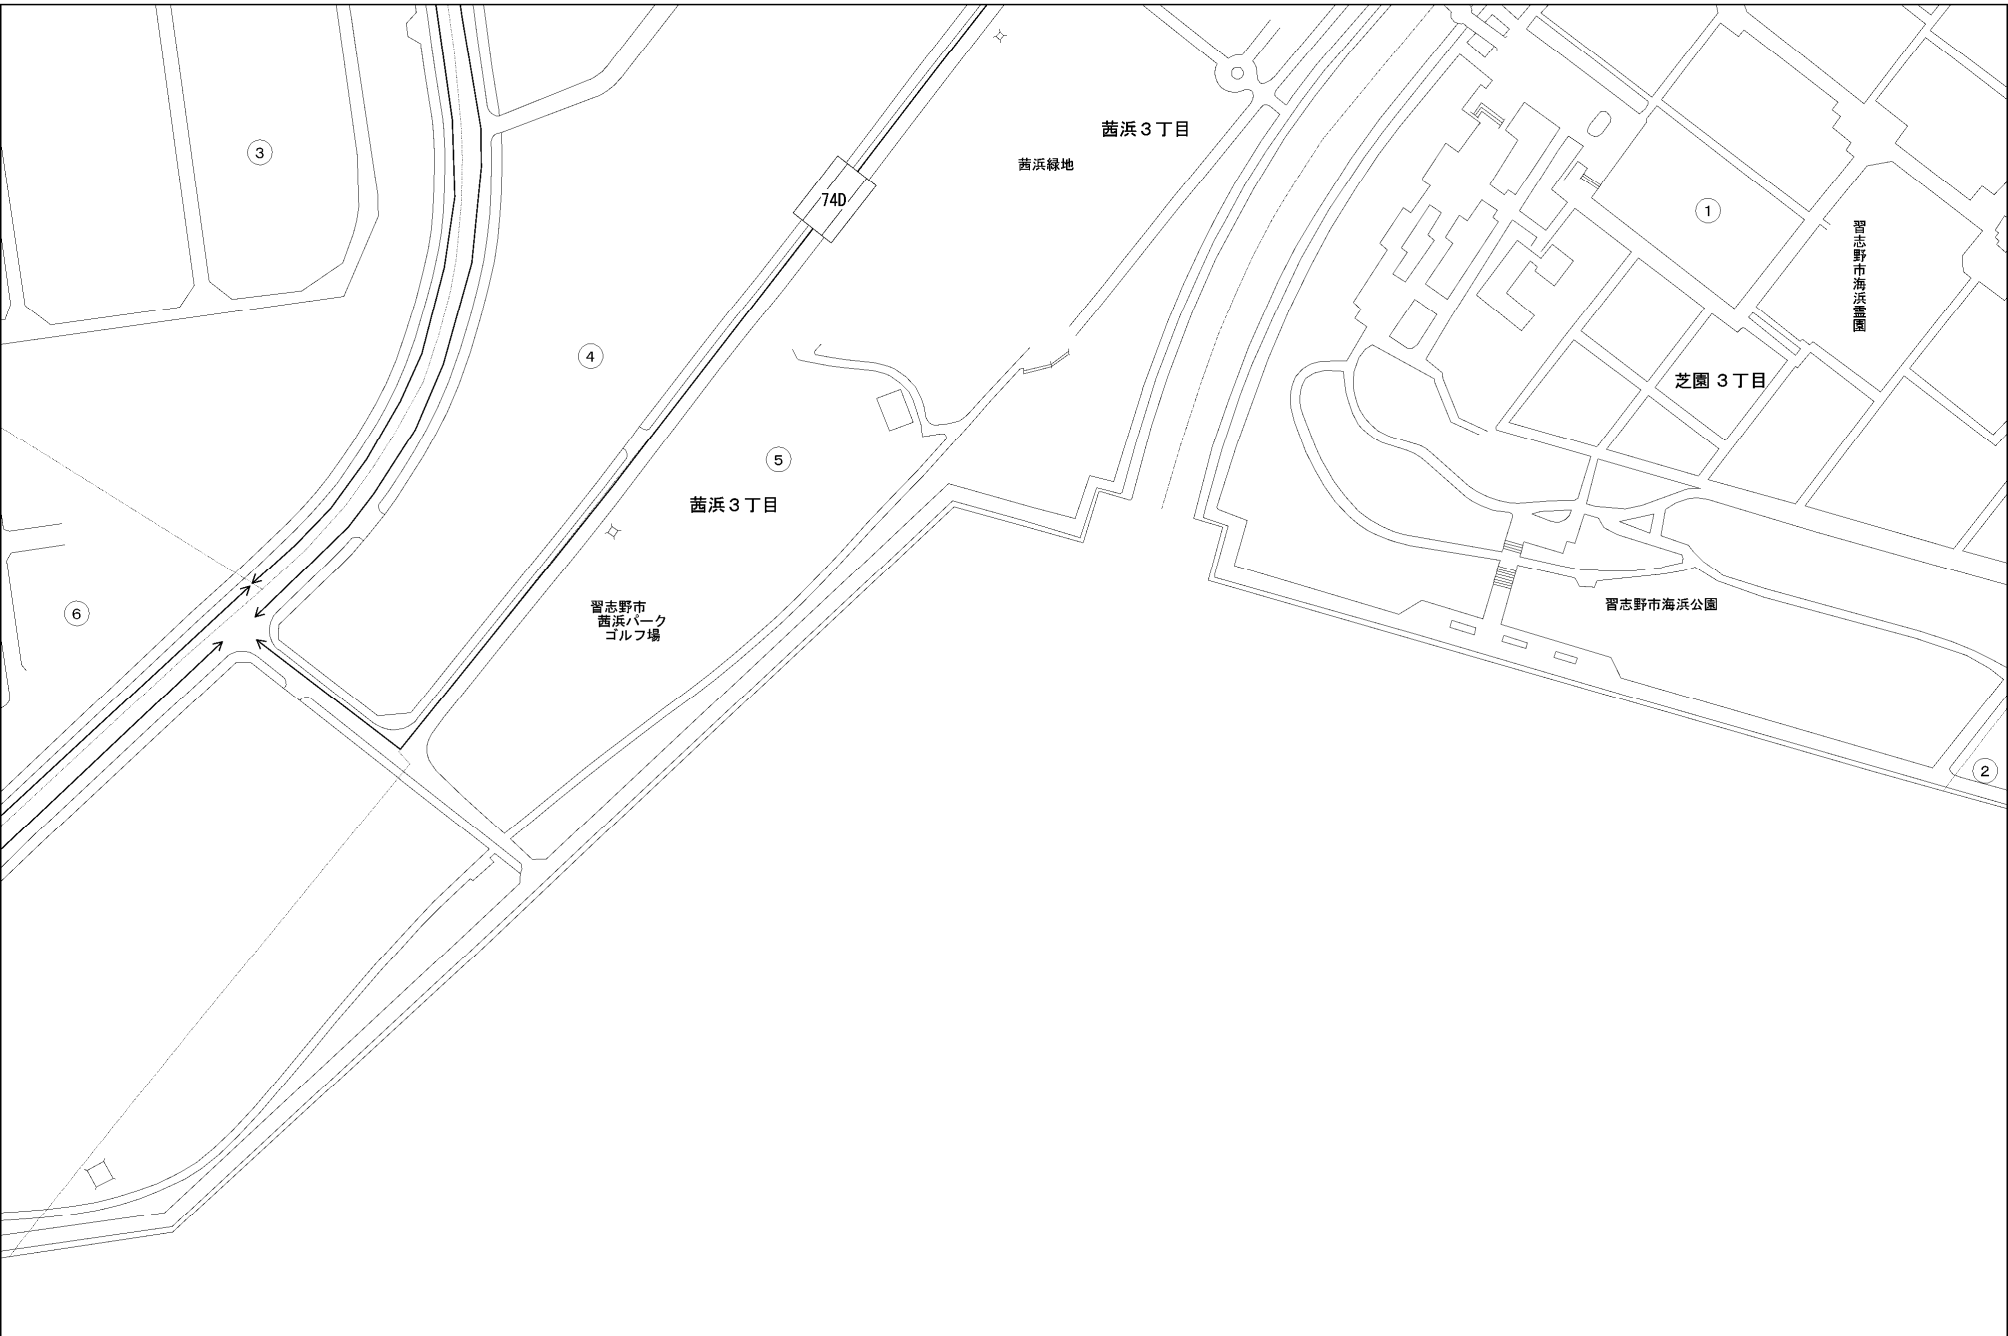 茜浜３丁目
③
茜浜緑地
74D
①
習志野市海浜霊園
④
芝園３丁目
⑤
茜浜３丁目
習志野市海浜公園
⑥
習志野市
茜浜パーク
ゴルフ場
②